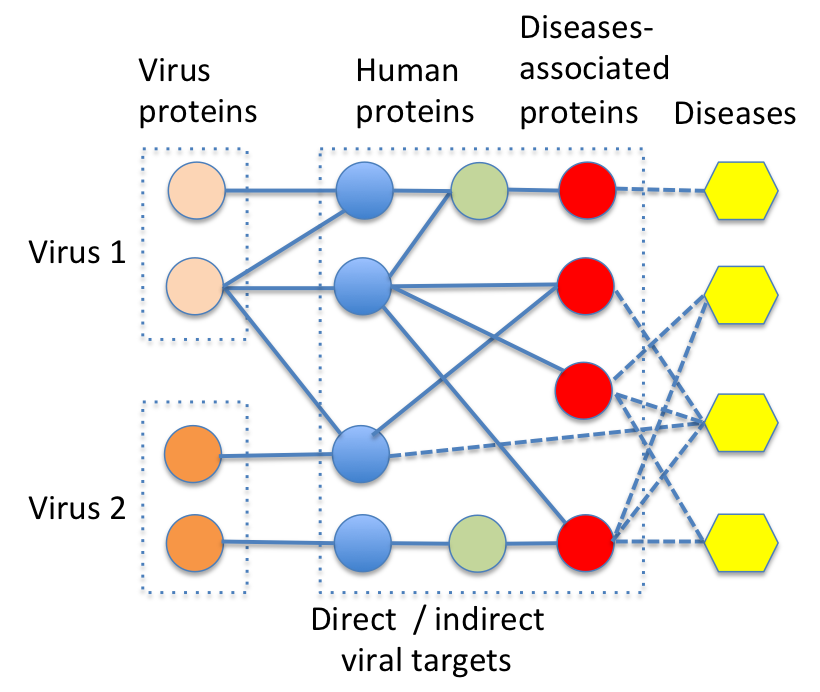 Virus
proteins
Human
proteins
Diseases-
associated
proteins
Diseases
Virus 1
Virus 2
Direct / indirect
viral targets